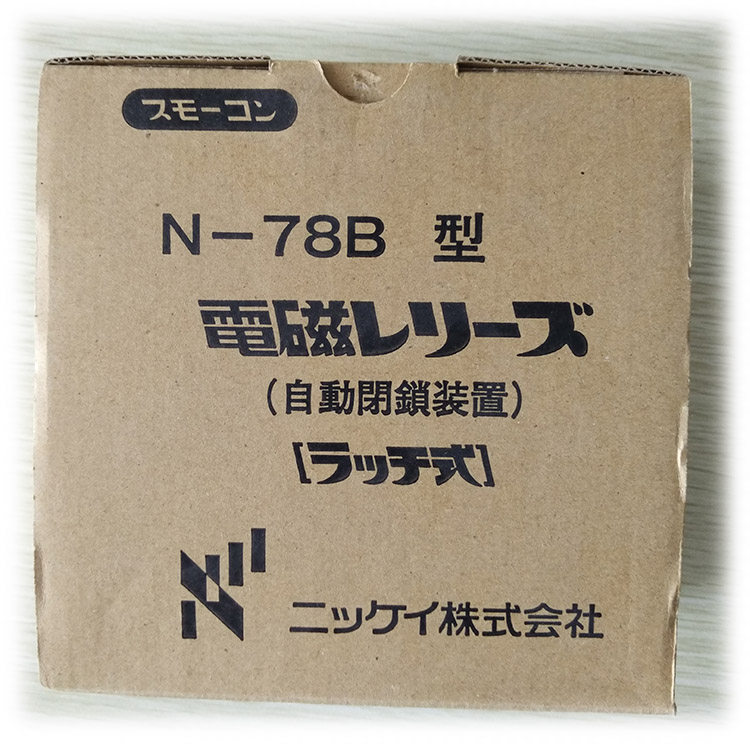 スモーコン
N-78B 型
電磁レリーズ
(自動閉鎖装置)
[ラッチ式]
ニッケイ株式会社